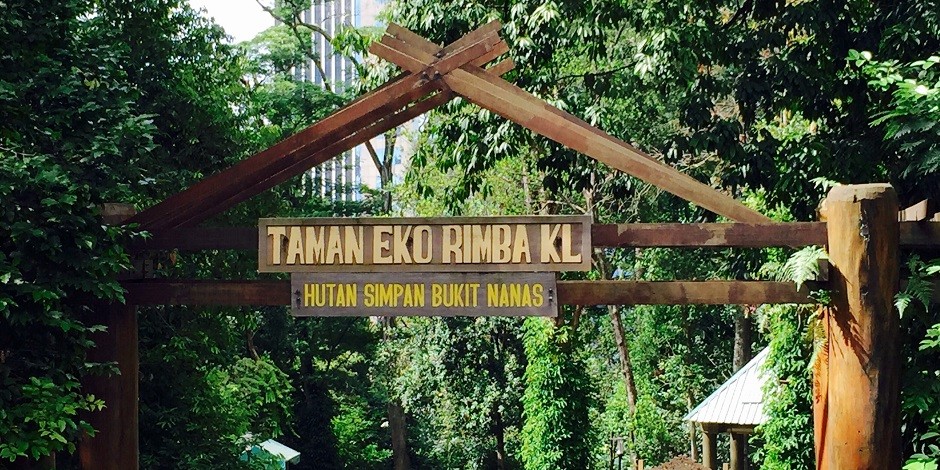 TAMAN EKO RIMBA KL
HUTAN SIMPAN BUKIT NANAS